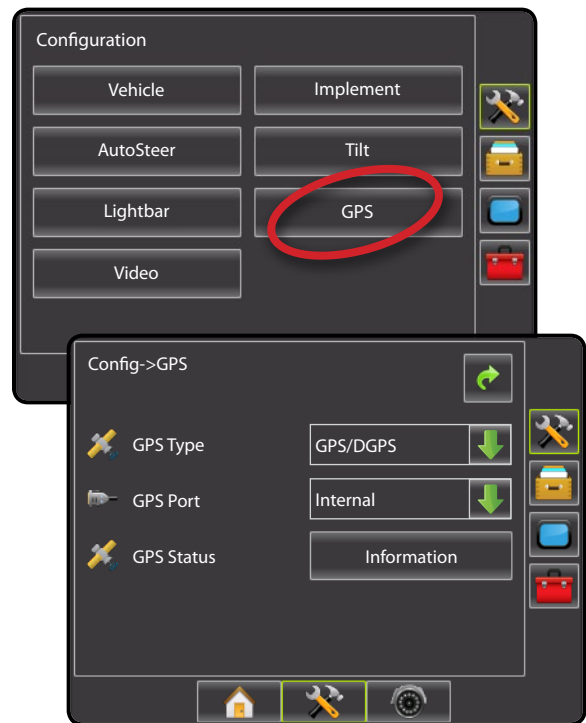 Configuration
Vehicle
Implement
AutoSteer
Tilt
Lightbar
GPS
Video
Config->GPS
GPS Type
GPS/DGPS
GPS Port
Internal
GPS Status
Information